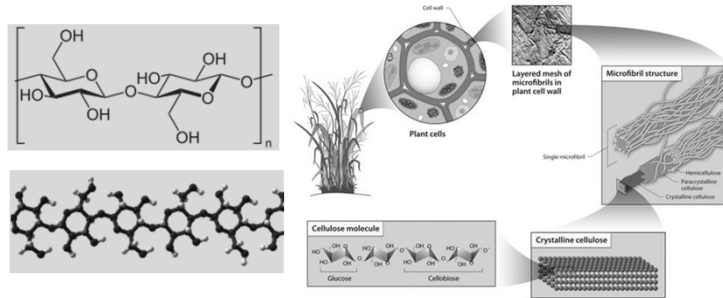 OH
HO
O
OH
OH
HO
O
O
HO
O
OH
OH
n
Cell wall
Plant cells
Layered mesh of
microfibrils in
plant cell wall
Microfibril structure
Single microfibril
Hemicellulose
Paracrystalline
cellulose
Crystalline cellulose
Cellulose molecule
Glucose
Cellobiose
Crystalline cellulose